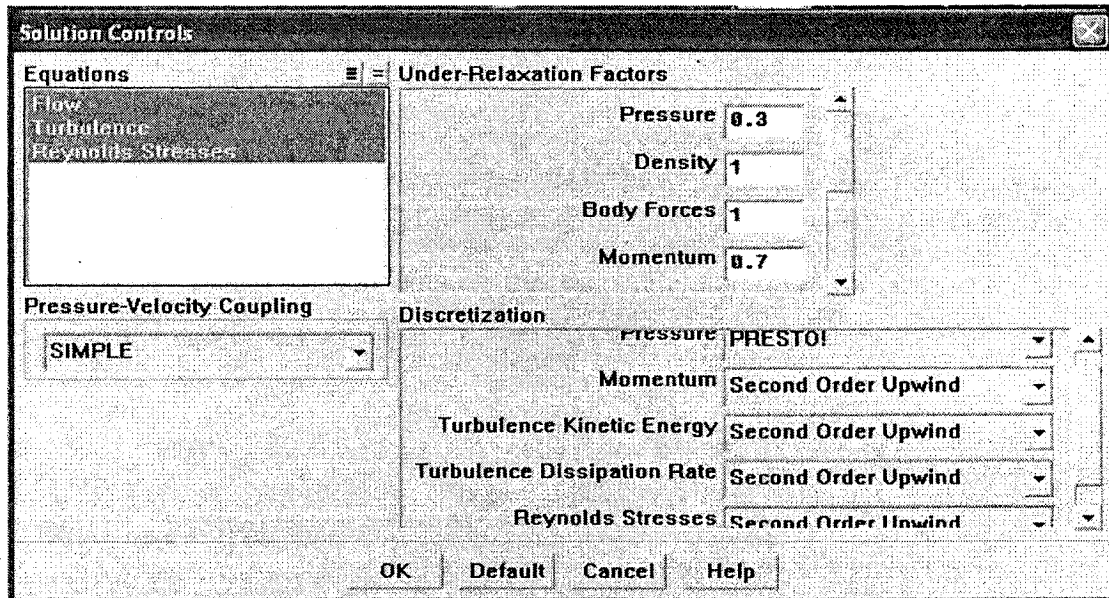 Solution Controls
Equations
Flow
Turbulence
Reynolds Stresses
Pressure-Velocity Coupling
SIMPLE
Under-Relaxation Factors
Pressure 0.3
Density 1
Body Forces 1
Momentum 0.7
Discretization
Pressure PRESTO!
Momentum Second Order Upwind
Turbulence Kinetic Energy Second Order Upwind
Turbulence Dissipation Rate Second Order Upwind
Reynolds Stresses Second Order Upwind
OK Default Cancel Help